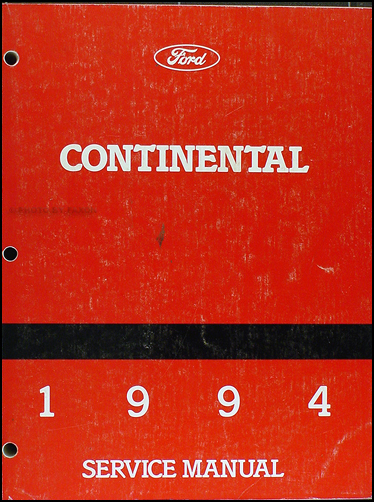 Ford
CONTINENTAL
1 9 9 4
SERVICE MANUAL